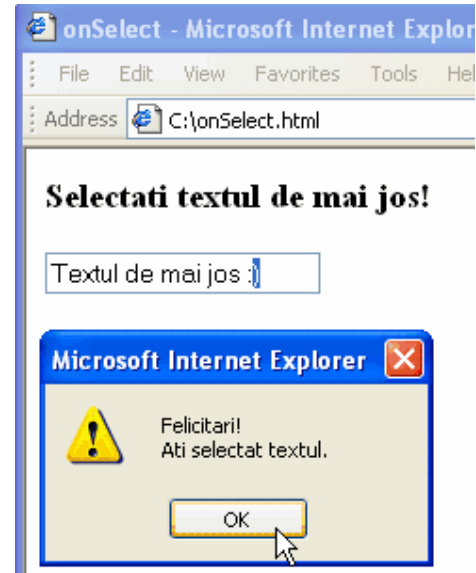 onSelect - Microsoft Internet Explor
File Edit View Favorites Tools Hel
Address C:\onSelect.html
Selectati textul de mai jos!
Textul de mai jos :)
Microsoft Internet Explorer
Felicitari!
Ati selectat textul.
OK